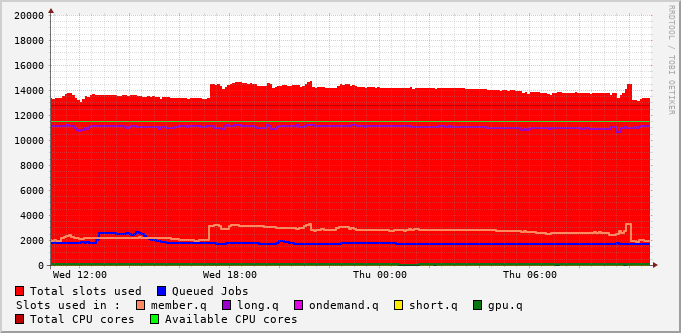 RRDTOOL / TOBI OETIKER
20000
18000
16000
14000
12000
10000
8000
6000
4000
2000
0
Wed 12:00 Wed 18:00 Thu 00:00 Thu 06:00
Total slots used Queued Jobs
Slots used in : member.q long.q ondemand.q short.q gpu.q
Total CPU cores Available CPU cores